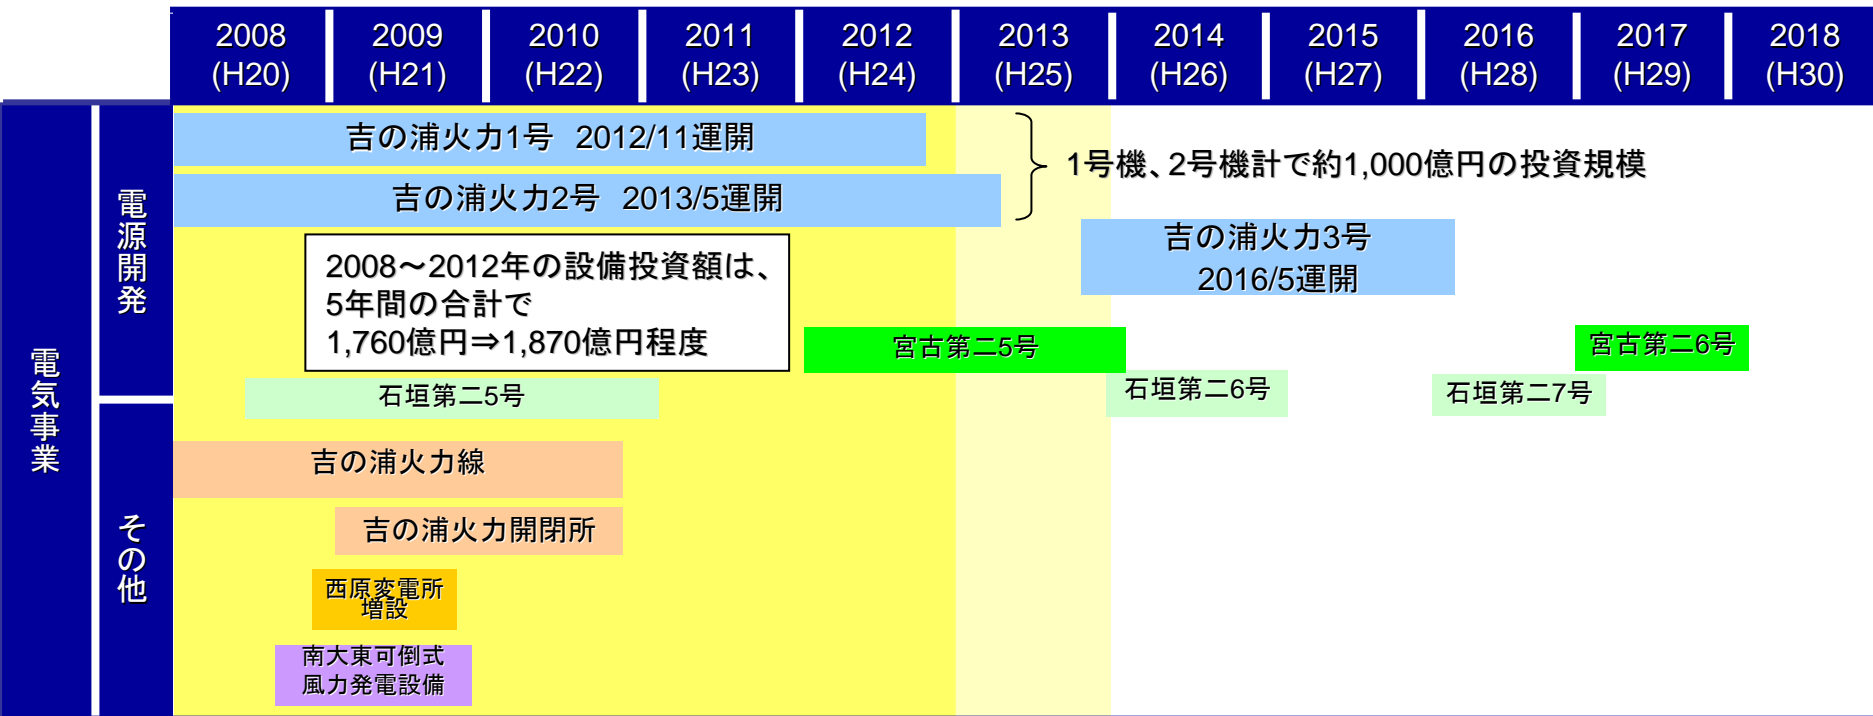 2008 2009 2010 2011 2012 2013 2014 2015 2016 2017 2018
(H20) (H21) (H22) (H23) (H24) (H25) (H26) (H27) (H28) (H29) (H30)
電気事業
電源開発
吉の浦火力1号 2012/11運開
吉の浦火力2号 2013/5運開
1号機、2号機計で約1,000億円の投資規模
吉の浦火力3号
2016/5運開
2008～2012年の設備投資額は、
5年間の合計で
1,760億円⇒1,870億円程度
宮古第二5号
宮古第二6号
石垣第二5号
石垣第二6号
石垣第二7号
その他
吉の浦火力線
吉の浦火力開閉所
西原変電所
増設
南大東可倒式
風力発電設備